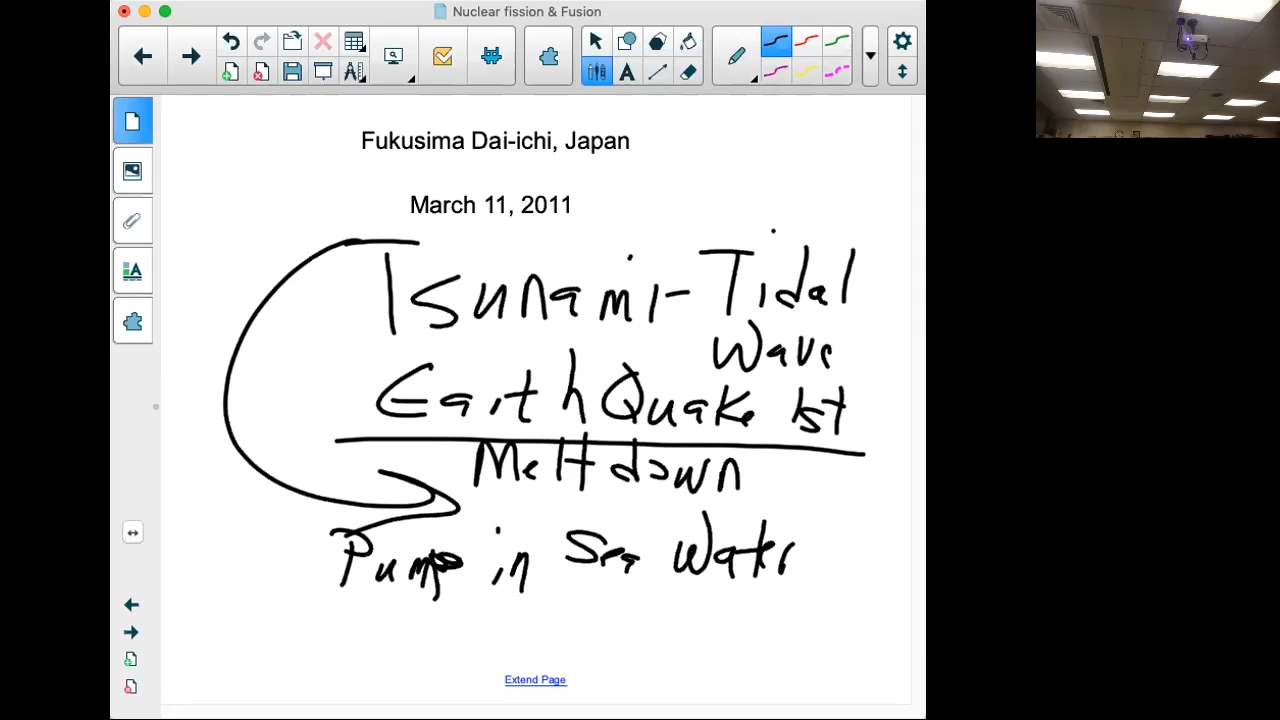 Nuclear fission & Fusion
Fukusima Dai-ichi, Japan
March 11, 2011
Tsunami - Tidal
Wave
EarthQuake 1st
Meltdown
Pump in Sea Water
Extend Page